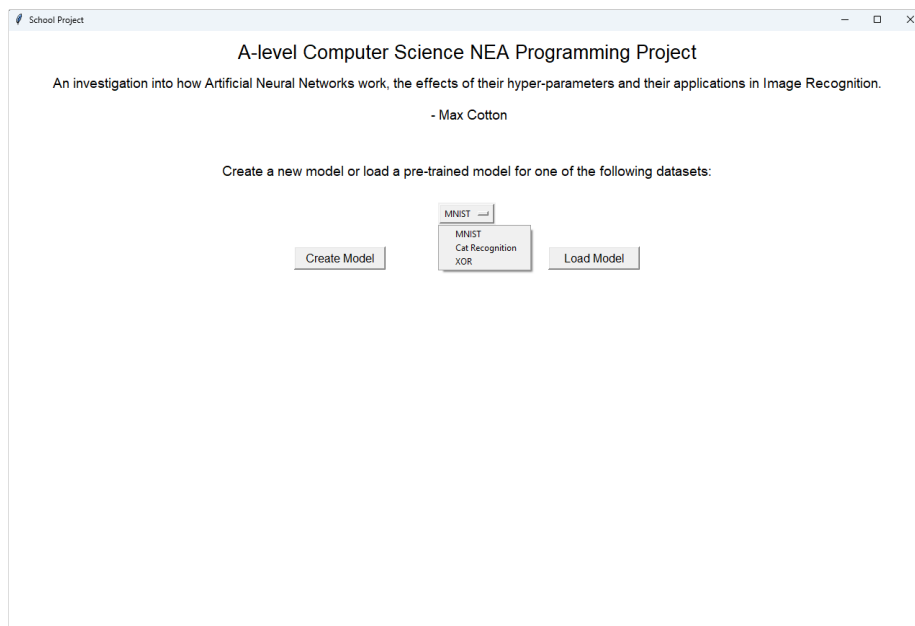 School Project
A-level Computer Science NEA Programming Project
An investigation into how Artificial Neural Networks work, the effects of their hyper-parameters and their applications in Image Recognition.
- Max Cotton
Create a new model or load a pre-trained model for one of the following datasets:
MNIST
MNIST
Cat Recognition
XOR
Create Model
Load Model